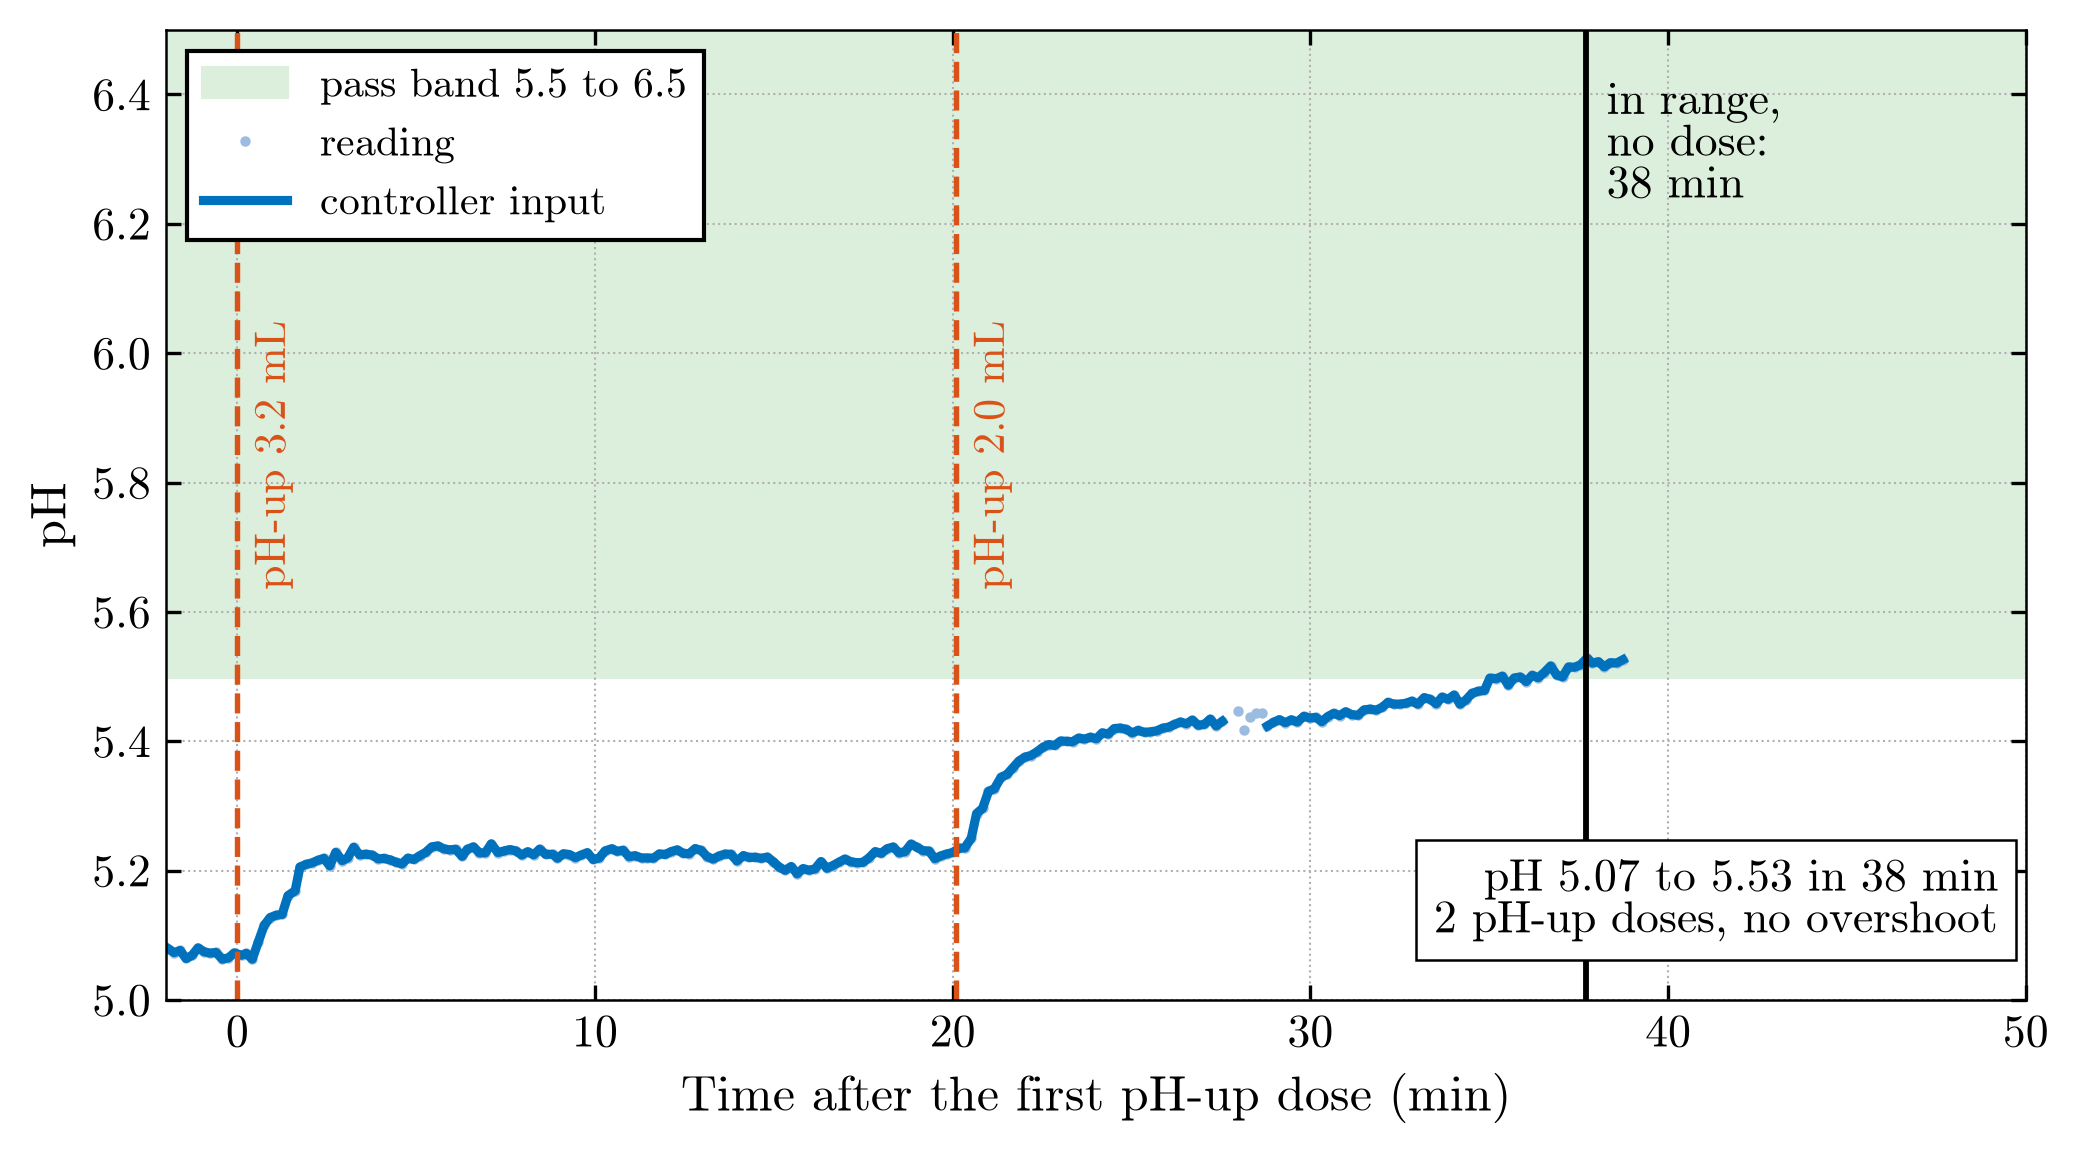 pass band 5.5 to 6.5
reading
controller input
in range,
no dose:
38 min
pH-up 3.2 mL
pH-up 2.0 mL
pH 5.07 to 5.53 in 38 min
2 pH-up doses, no overshoot
pH
6.4
6.2
6.0
5.8
5.6
5.4
5.2
5.0
0 10 20 30 40 50
Time after the first pH-up dose (min)